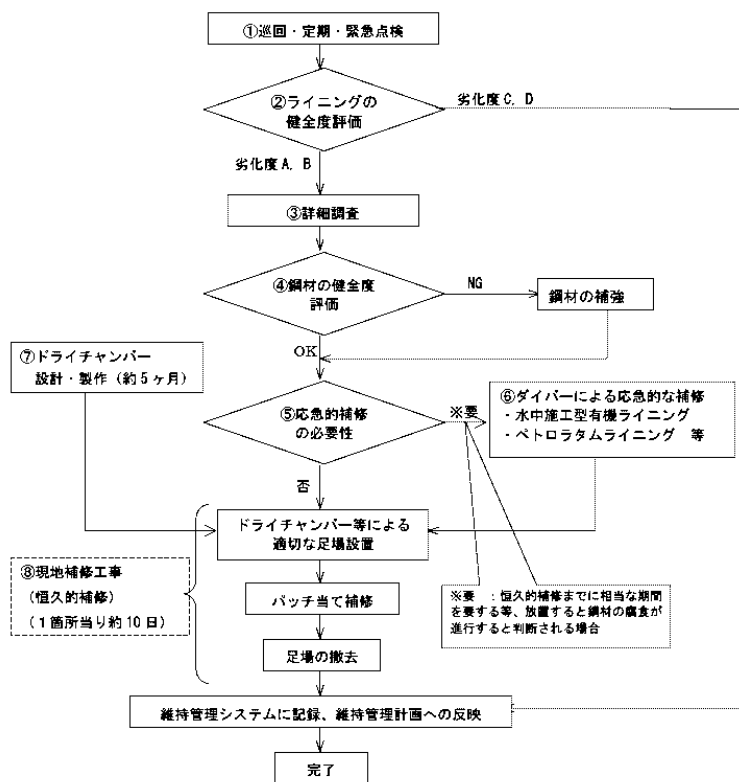 ①巡回・定期・緊急点検
②ライニングの
健全度評価
劣化度C, D
劣化度A, B
③詳細調査
④鋼材の健全度
評価
NG
鋼材の補強
OK
⑦ドライチャンバー
設計・製作（約5ヶ月）
⑤応急的補修
の必要性
※要
⑥ダイバーによる応急的な補修
・水中施工型有機ライニング
・ペトロラタムライニング　等
否
ドライチャンバー等による
適切な足場設置
⑧現地補修工事
（恒久的補修）
（1箇所当り約10日）
パッチ当て補修
※要　：恒久的補修までに相当な期間
を要する等、放置すると鋼材の腐食が
進行すると判断される場合
足場の撤去
維持管理システムに記録、維持管理計画への反映
完了